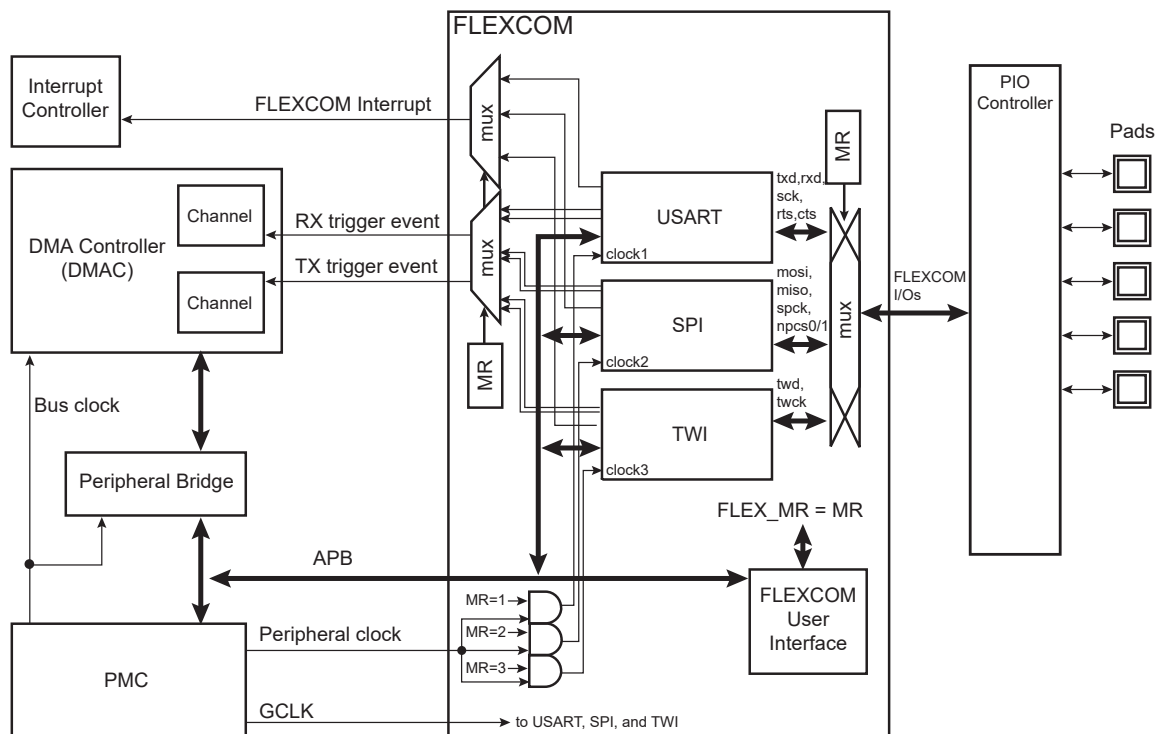 FLEXCOM
Interrupt
Controller
FLEXCOM Interrupt
mux
PIO
Controller
Pads
MR
DMA Controller
(DMAC)
Channel
Channel
RX trigger event
TX trigger event
mux
MR
USART
clock1
txd,rxd,
sck,
rts,cts
SPI
clock2
mosi,
miso,
spck,
npcs0/1
TWI
clock3
twd,
twck
mux
FLEXCOM
I/Os
Bus clock
Peripheral Bridge
APB
FLEX_MR = MR
FLEXCOM
User
Interface
PMC
Peripheral clock
MR=1
MR=2
MR=3
GCLK
to USART, SPI, and TWI